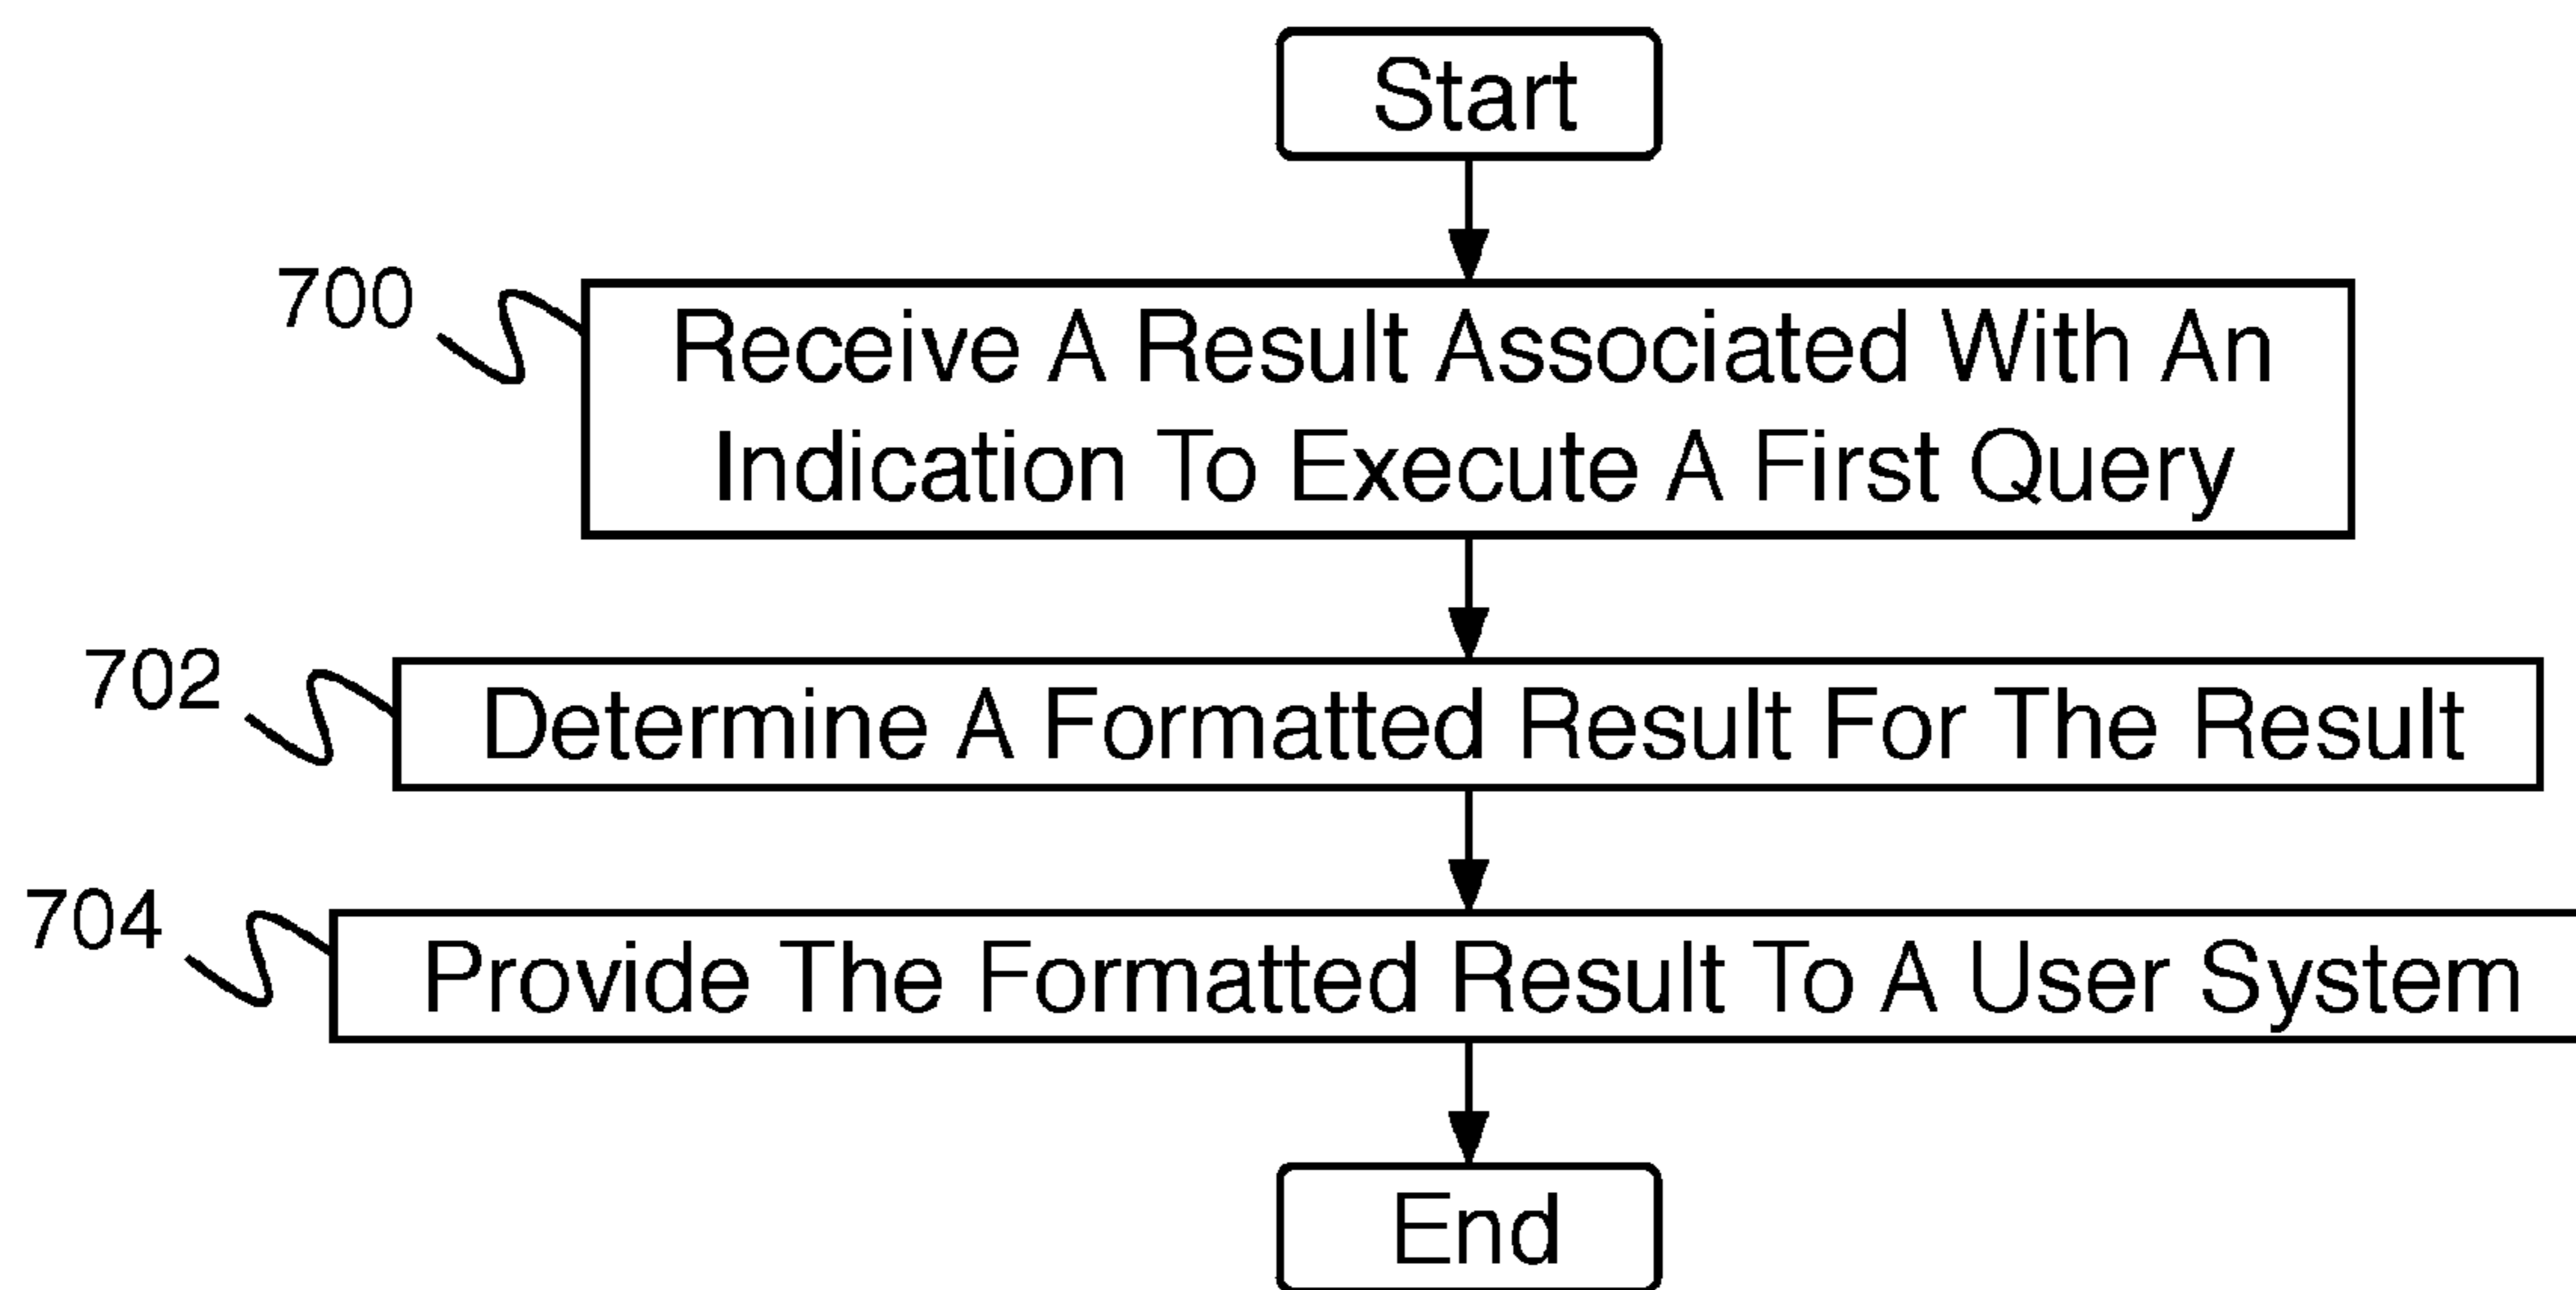 Start
700
Receive A Result Associated With An
Indication To Execute A First Query
702
Determine A Formatted Result For The Result
704
Provide The Formatted Result To A User System
End